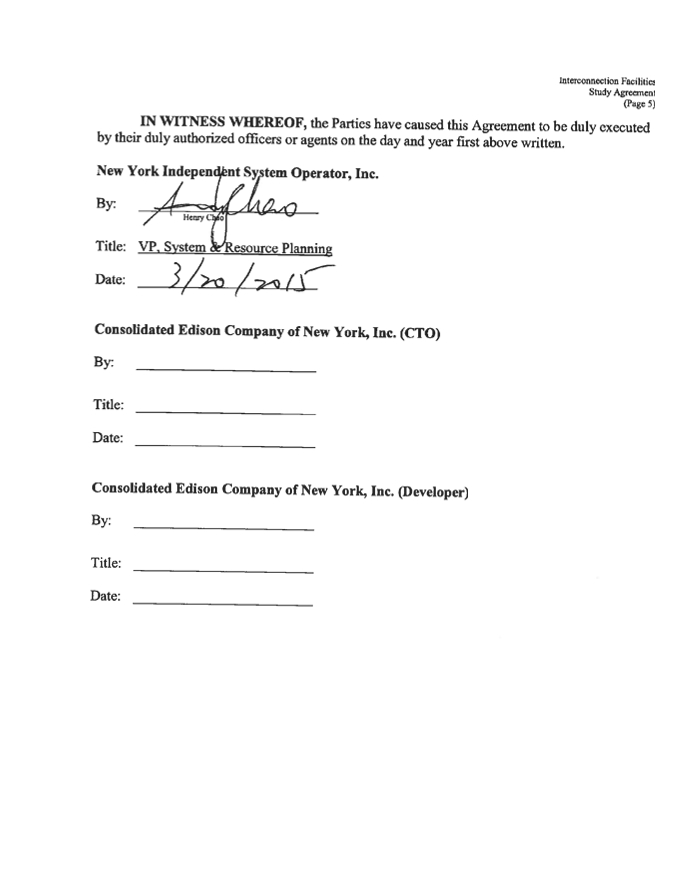 Interconnection Facilities
Study Agreement
(Page 5)
IN WITNESS WHEREOF, the Parties have caused this Agreement to be duly executed
by their duly authorized officers or agents on the day and year first above written.
New York Independent System Operator, Inc.
By:
Henry Chao
Title: VP, System & Resource Planning
Date: 3/20/2015
Consolidated Edison Company of New York, Inc. (CTO)
By:
Title:
Date:
Consolidated Edison Company of New York, Inc. (Developer)
By:
Title:
Date: